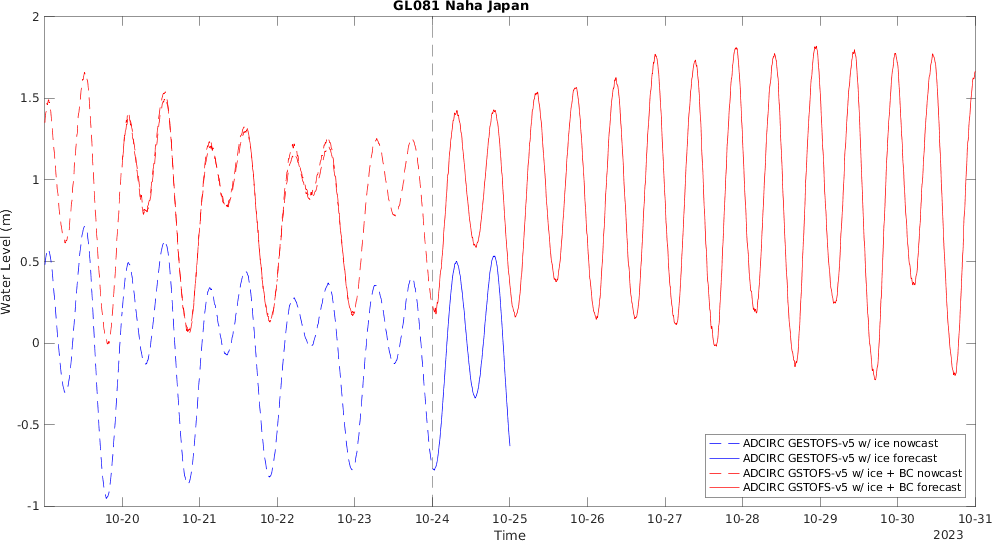 GL081 Naha Japan
2
1.5
1
0.5
0
-0.5
-1
Water Level (m)
ADCIRC GESTOFS-v5 w/ ice nowcast
ADCIRC GESTOFS-v5 w/ ice forecast
ADCIRC GSTOFS-v5 w/ ice + BC nowcast
ADCIRC GSTOFS-v5 w/ ice + BC forecast
10-20 10-21 10-22 10-23 10-24 10-25 10-26 10-27 10-28 10-29 10-30 10-31
Time
2023